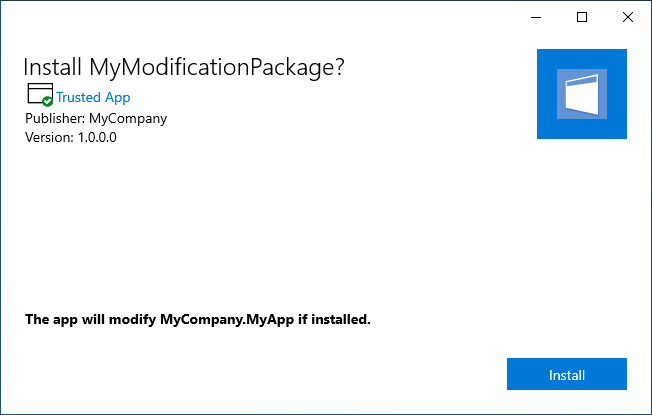 Install MyModificationPackage?
Trusted App
Publisher: MyCompany
Version: 1.0.0.0
The app will modify MyCompany.MyApp if installed.
Install